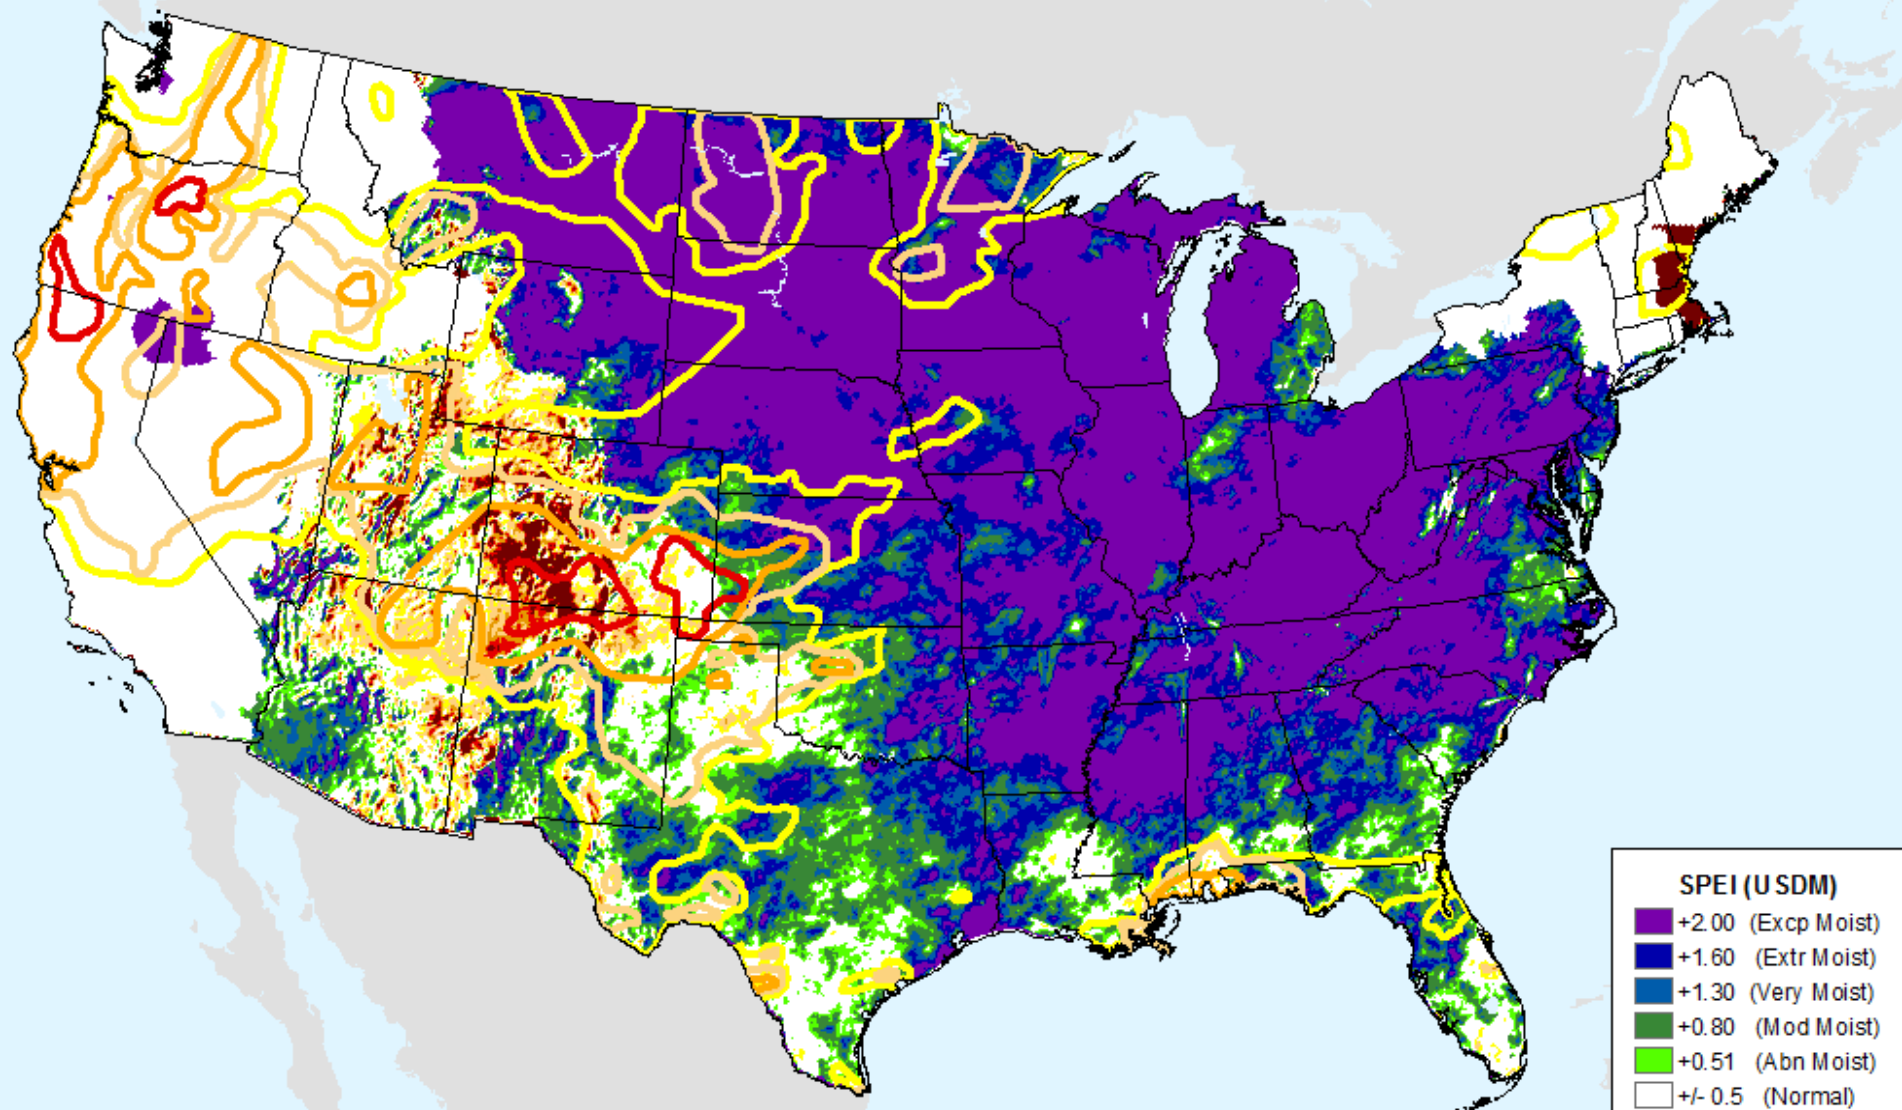 SPEI (USDM)
+2.00 (Excp Moist)
+1.60 (Extr Moist)
+1.30 (Very Moist)
+0.80 (Mod Moist)
+0.51 (Abn Moist)
+/- 0.5 (Normal)